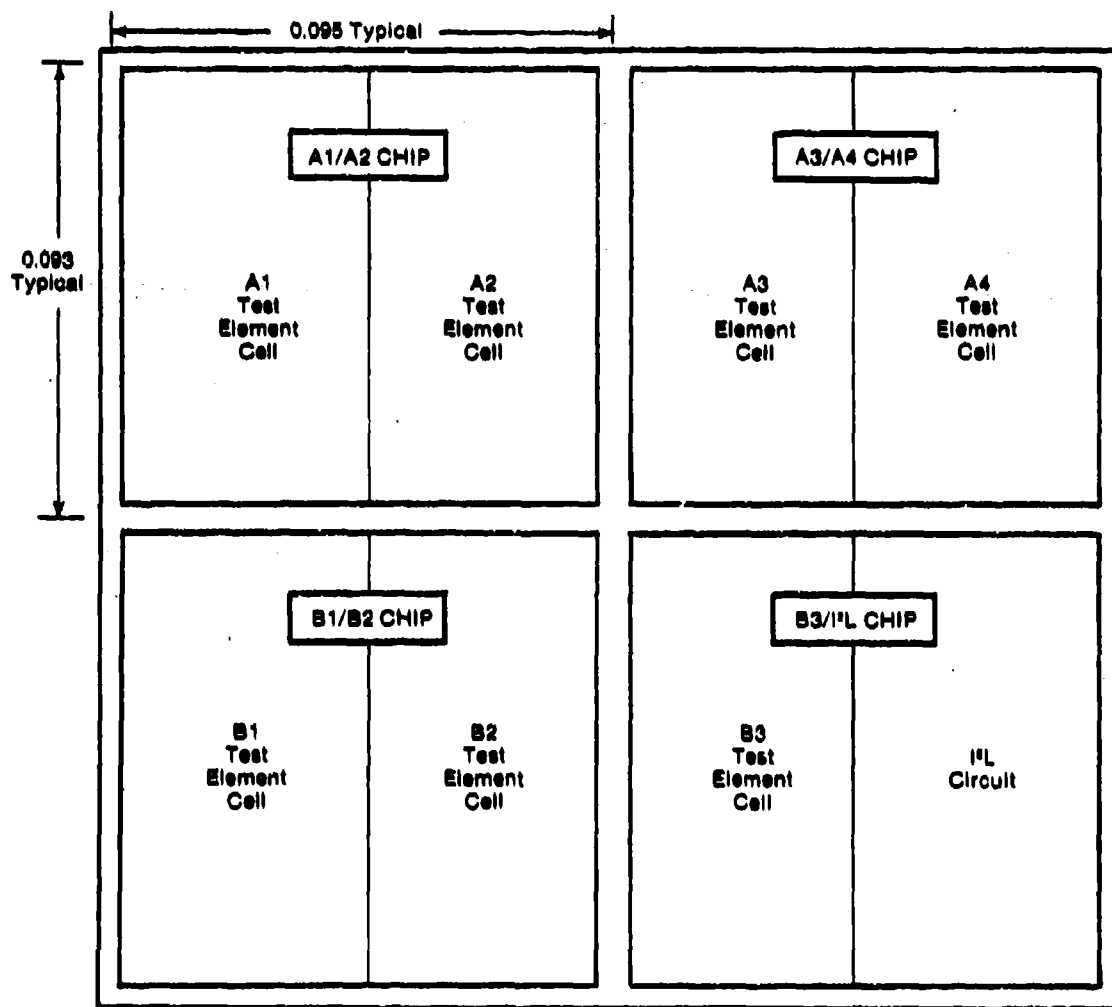 0.095 Typical
A1/A2 CHIP
A3/A4 CHIP
0.093
Typical
A1
Test
Element
Cell
A2
Test
Element
Cell
A3
Test
Element
Cell
A4
Test
Element
Cell
B1/B2 CHIP
B3/I²L CHIP
B1
Test
Element
Cell
B2
Test
Element
Cell
B3
Test
Element
Cell
I²L
Circuit